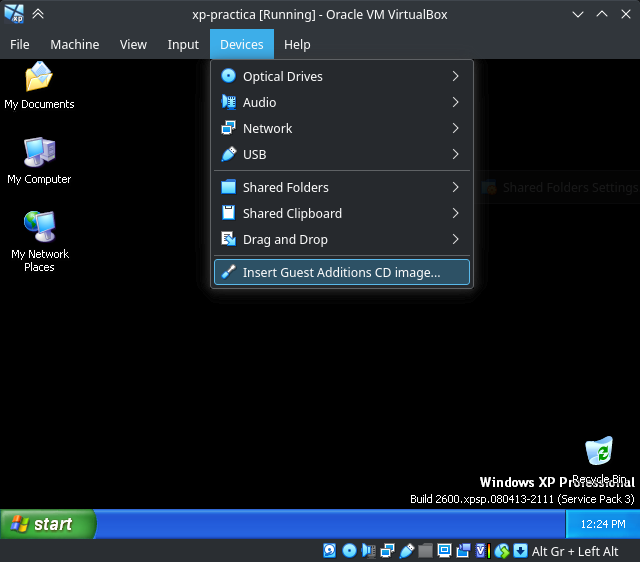 xp-practica [Running] - Oracle VM VirtualBox
File Machine View Input Devices Help
Optical Drives
Audio
Network
USB
Shared Folders
Shared Clipboard
Drag and Drop
Insert Guest Additions CD image...
Shared Folders Settings
My Documents
My Computer
My Network
Places
Recycle Bin
Windows XP Professional
Build 2600.xpsp.080413-2111 (Service Pack 3)
start
12:24 PM
Alt Gr + Left Alt